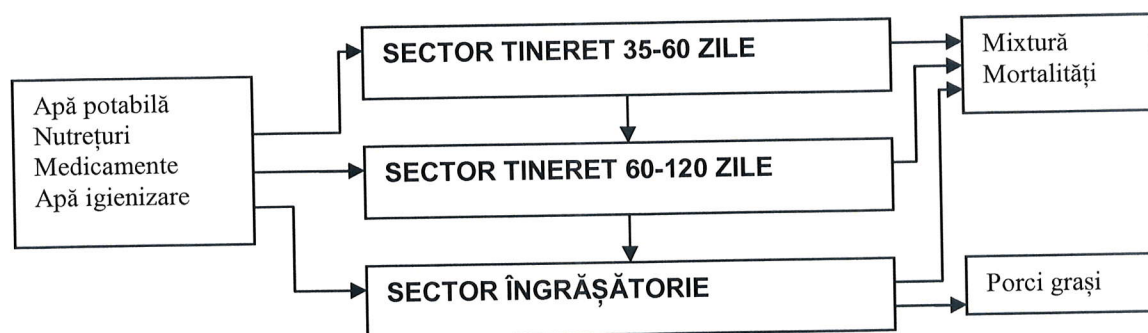 Apă potabilă
Nutrețuri
Medicamente
Apă igienizare
SECTOR TINERET 35-60 ZILE
SECTOR TINERET 60-120 ZILE
SECTOR ÎNGRĂȘĂTORIE
Mixtură
Mortalități
Porci grași